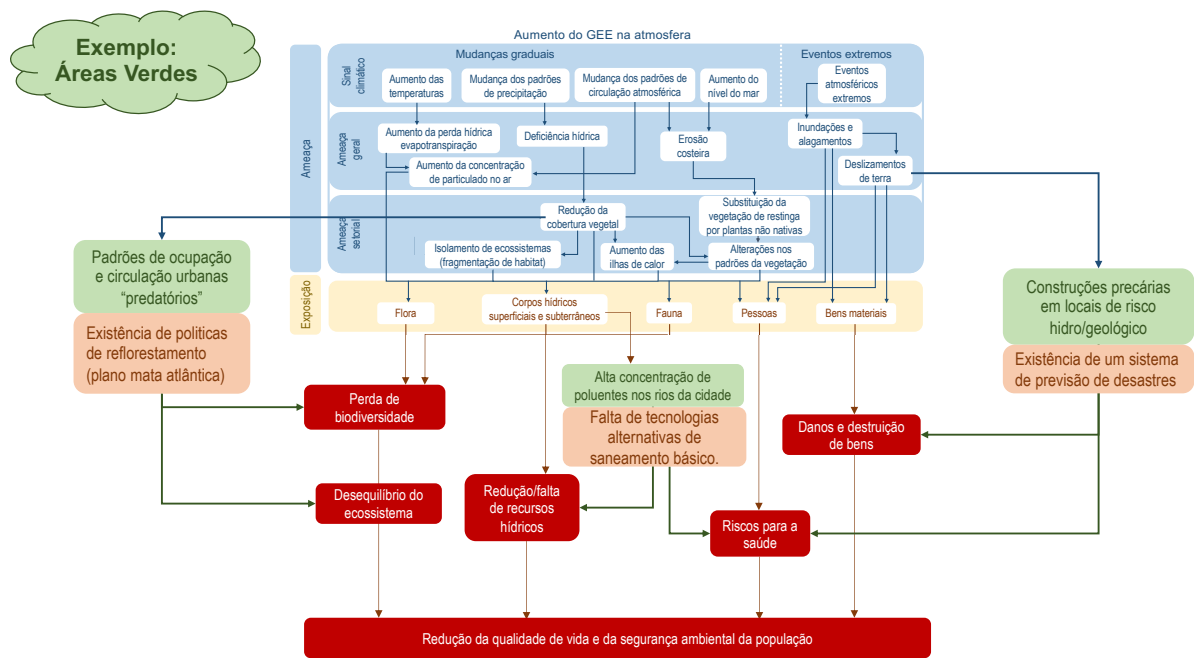 Exemplo:
Áreas Verdes
Aumento do GEE na atmosfera
Ameaça
Sinal
climático
Mudanças graduais
Eventos extremos
Aumento das
temperaturas
Mudança dos padrões
de precipitação
Mudança dos padrões de
circulação atmosférica
Aumento do
nível do mar
Eventos
atmosféricos
extremos
Ameaça
geral
Aumento da perda hídrica
evapotranspiração
Deficiência hídrica
Erosão
costeira
Inundações e
alagamentos
Aumento da concentração
de particulado no ar
Deslizamentos
de terra
Ameaça
setorial
Redução da
cobertura vegetal
Substituição da
vegetação de restinga
por plantas não nativas
Isolamento de ecossistemas
(fragmentação de habitat)
Aumento das
ilhas de calor
Alterações nos
padrões da vegetação
Exposição
Flora
Corpos hídricos
superficiais e subterrâneos
Fauna
Pessoas
Bens materiais
Padrões de ocupação
e circulação urbanas
“predatórios”
Existência de politicas
de reflorestamento
(plano mata atlântica)
Construções precárias
em locais de risco
hidro/geológico
Existência de um sistema
de previsão de desastres
Alta concentração de
poluentes nos rios da cidade
Falta de tecnologias
alternativas de
saneamento básico.
Perda de
biodiversidade
Danos e destruição
de bens
Desequilíbrio do
ecossistema
Redução/falta
de recursos
hídricos
Riscos para a
saúde
Redução da qualidade de vida e da segurança ambiental da população